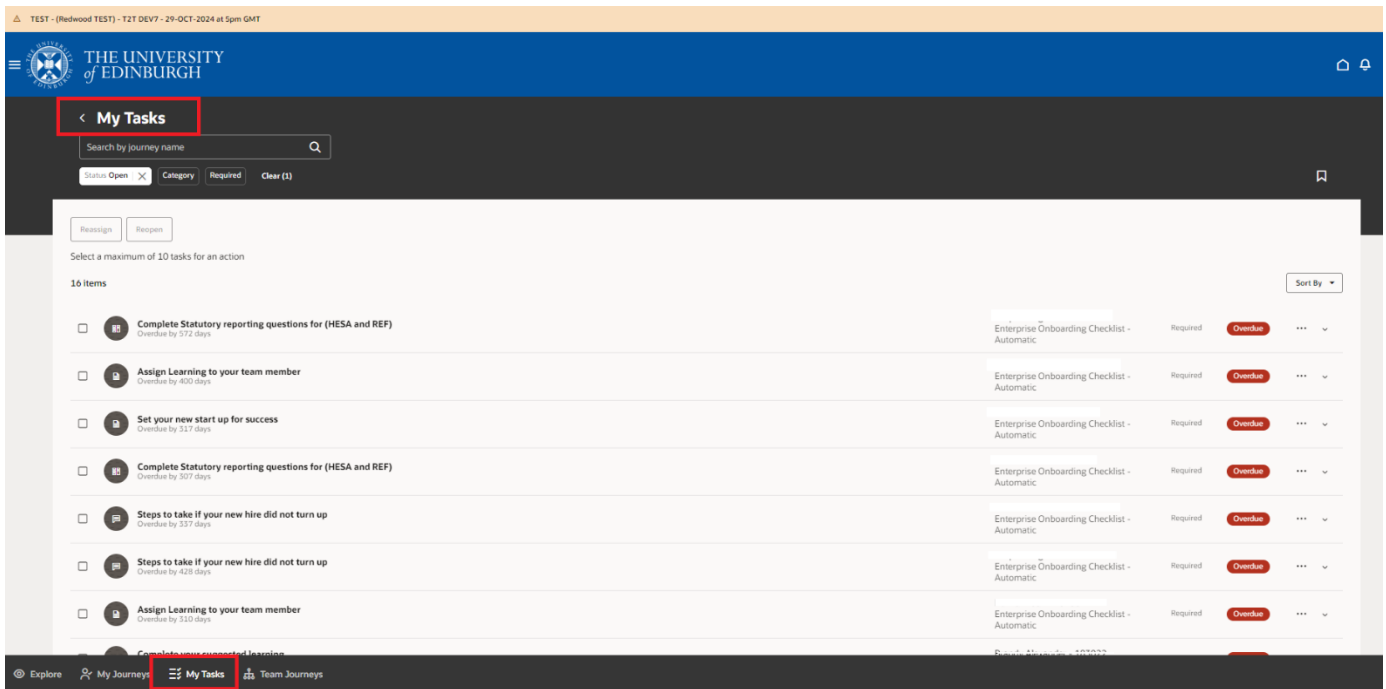 TEST - (Redwood TEST) - T2T DEV7 - 29-OCT-2024 at 5pm GMT
THE UNIVERSITY
of EDINBURGH
My Tasks
Search by journey name
Status Open
Category
Required
Clear (1)
Reassign
Reopen
Select a maximum of 10 tasks for an action
16 items
Sort By
Complete Statutory reporting questions for (HESA and REF)
Overdue by 572 days
Enterprise Onboarding Checklist -
Automatic
Required
Overdue
Assign Learning to your team member
Overdue by 400 days
Enterprise Onboarding Checklist -
Automatic
Required
Overdue
Set your new start up for success
Overdue by 317 days
Enterprise Onboarding Checklist -
Automatic
Required
Overdue
Complete Statutory reporting questions for (HESA and REF)
Overdue by 307 days
Enterprise Onboarding Checklist -
Automatic
Required
Overdue
Steps to take if your new hire did not turn up
Overdue by 337 days
Enterprise Onboarding Checklist -
Automatic
Required
Overdue
Steps to take if your new hire did not turn up
Overdue by 428 days
Enterprise Onboarding Checklist -
Automatic
Required
Overdue
Assign Learning to your team member
Overdue by 310 days
Enterprise Onboarding Checklist -
Automatic
Required
Overdue
Complete your suggested learning
Explore
My Journeys
My Tasks
Team Journeys